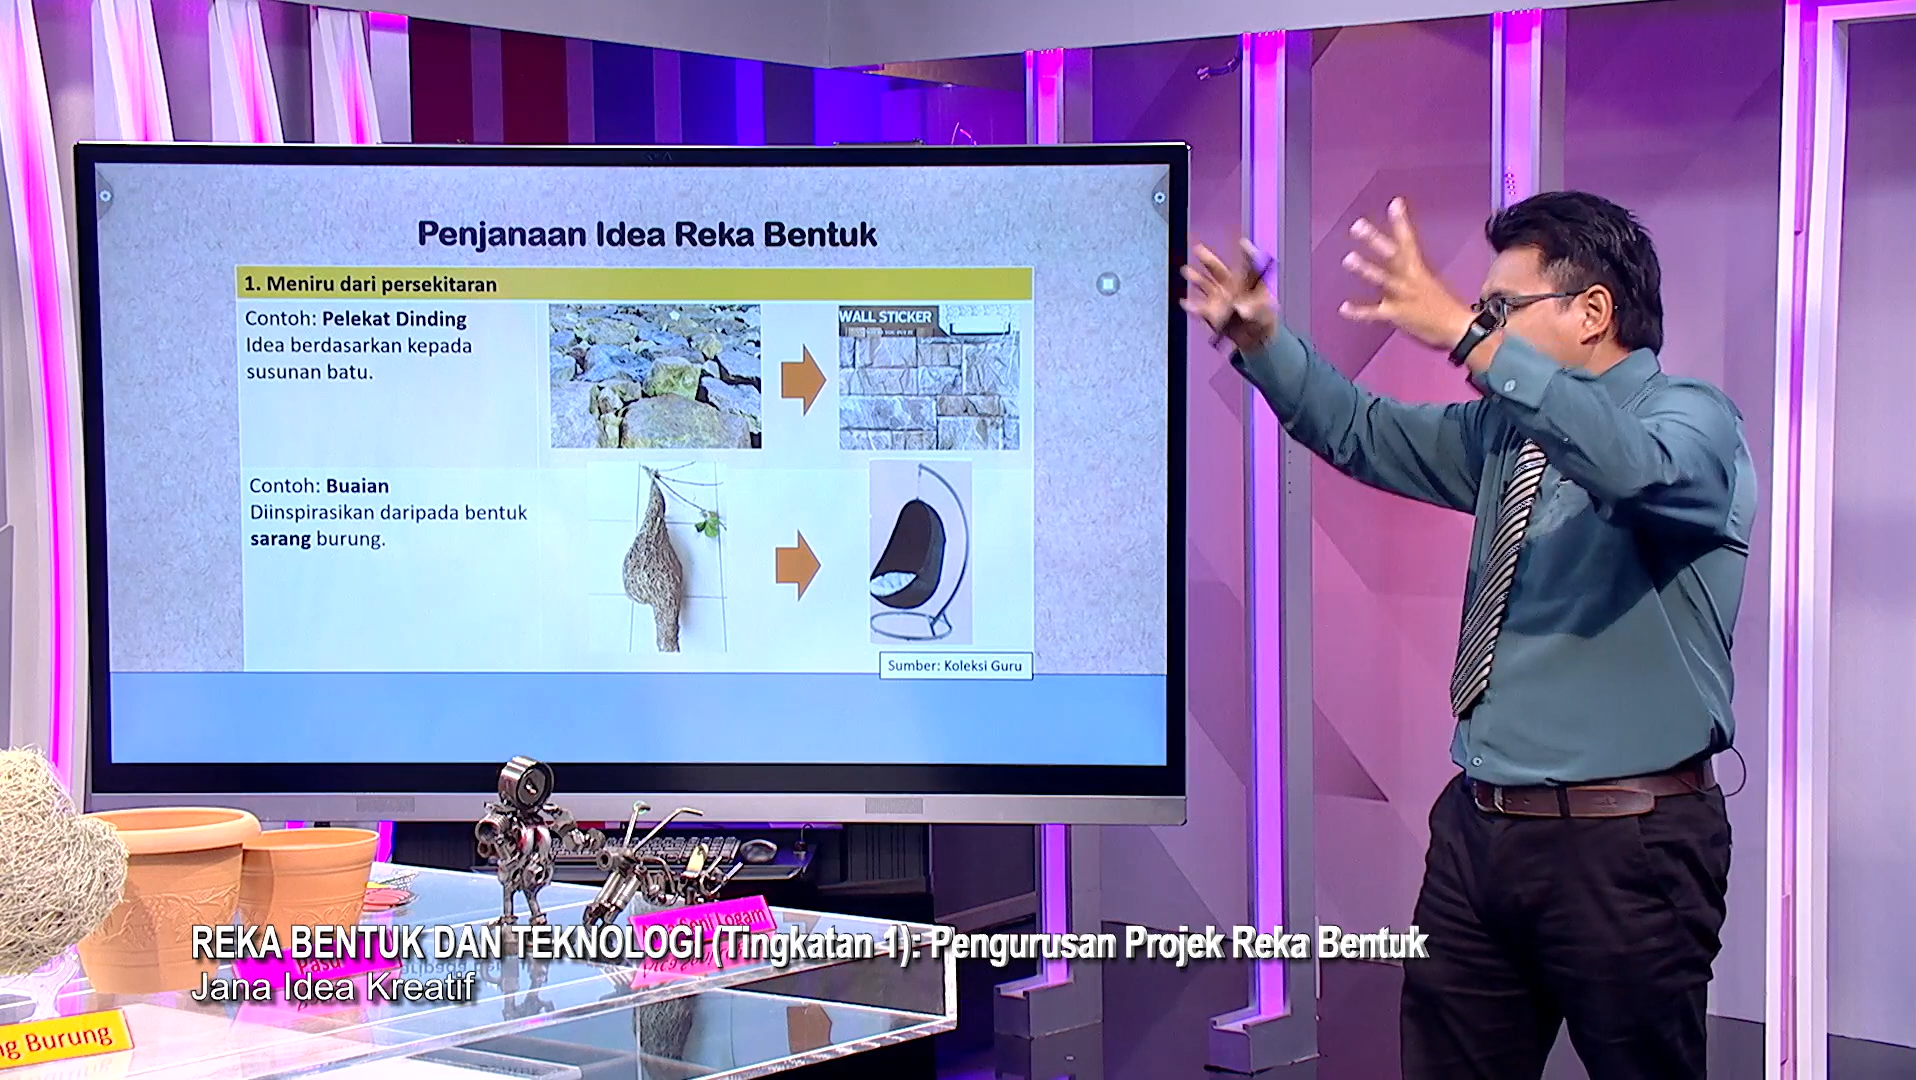 Penjanaan Idea Reka Bentuk
1. Meniru dari persekitaran
Contoh: Pelekat Dinding
Idea berdasarkan kepada
susunan batu.
WALL STICKER
Contoh: Buaian
Diinspirasikan daripada bentuk
sarang burung.
Sumber: Koleksi Guru
Seni Logam
Pasu
REKA BENTUK DAN TEKNOLOGI (Tingkatan 1): Pengurusan Projek Reka Bentuk
Jana Idea Kreatif
ng Burung